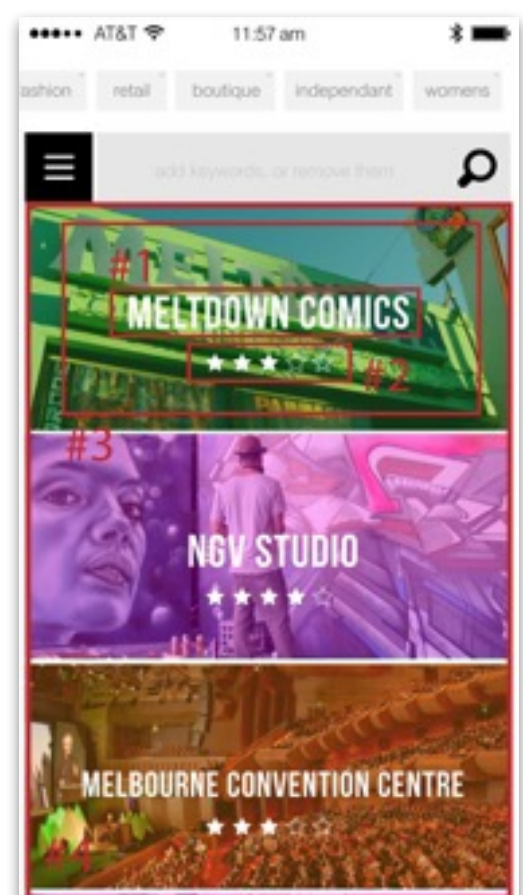 AT&T 11:57 am
ashion retail boutique independant womens
add keywords, or remove them
#1
MELTDOWN COMICS
#2
#3
NGV STUDIO
MELBOURNE CONVENTION CENTRE
#4